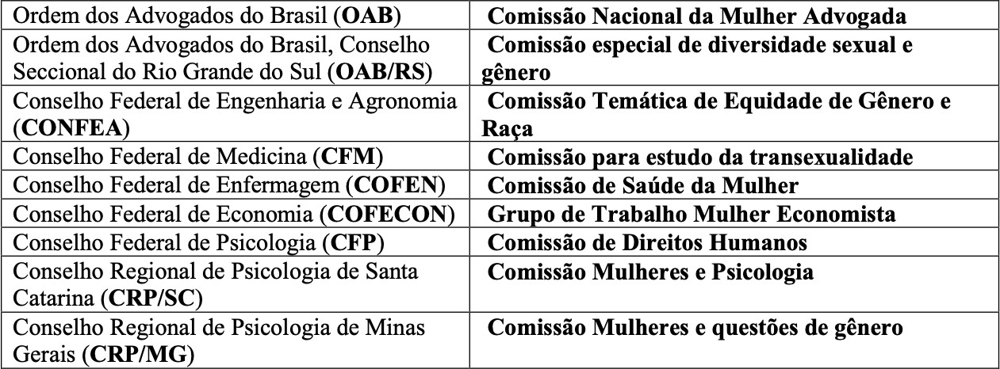 Ordem dos Advogados do Brasil (OAB)
Comissão Nacional da Mulher Advogada
Ordem dos Advogados do Brasil, Conselho
Seccional do Rio Grande do Sul (OAB/RS)
Comissão especial de diversidade sexual e
gênero
Conselho Federal de Engenharia e Agronomia
(CONFEA)
Comissão Temática de Equidade de Gênero e
Raça
Conselho Federal de Medicina (CFM)
Comissão para estudo da transexualidade
Conselho Federal de Enfermagem (COFEN)
Comissão de Saúde da Mulher
Conselho Federal de Economia (COFECON)
Grupo de Trabalho Mulher Economista
Conselho Federal de Psicologia (CFP)
Comissão de Direitos Humanos
Conselho Regional de Psicologia de Santa
Catarina (CRP/SC)
Comissão Mulheres e Psicologia
Conselho Regional de Psicologia de Minas
Gerais (CRP/MG)
Comissão Mulheres e questões de gênero